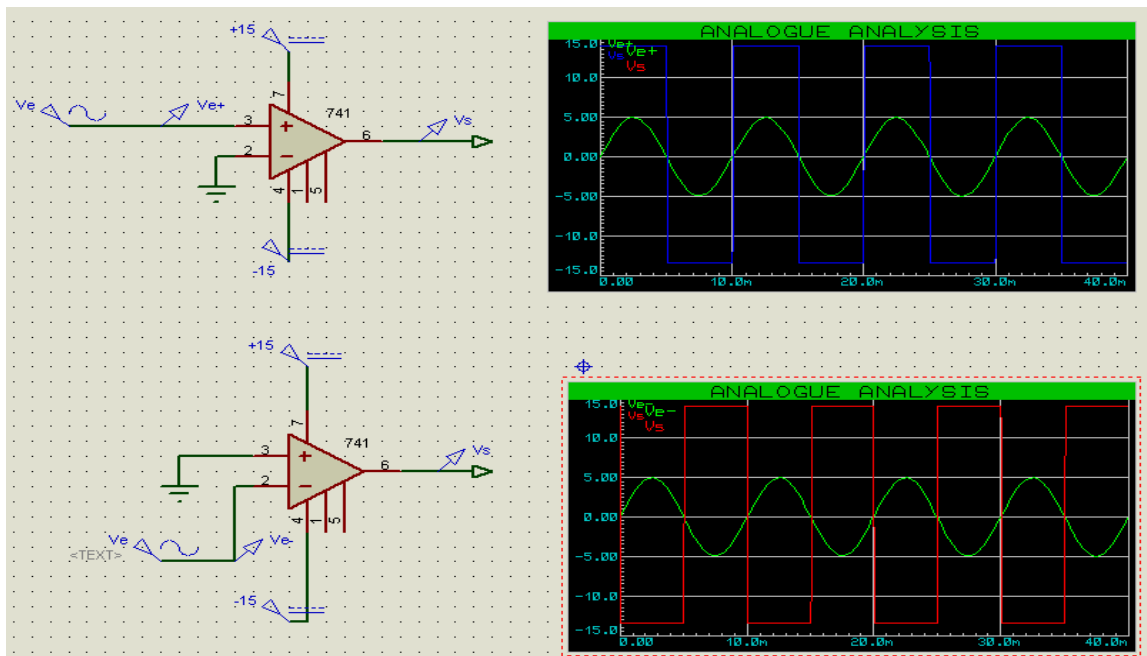 +15
7
741
Ve
Ve+
3
+
6
Vs
2
−
4
1
5
-15
ANALOGUE ANALYSIS
15.0
Ve+
Ve+
Vs
Vs
10.0
5.00
0.00
-5.00
-10.0
-15.0
0.00 10.0m 20.0m 30.0m 40.0m
+15
7
741
3
+
6
Vs
2
−
4
1
5
Ve
Ve-
<TEXT>
-15
ANALOGUE ANALYSIS
15.0
Ve-
Ve-
Vs
Vs
10.0
5.00
0.00
-5.00
-10.0
-15.0
0.00 10.0m 20.0m 30.0m 40.0m